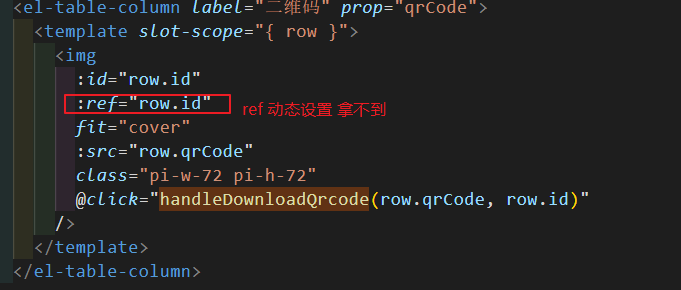 <el-table-column label="二维码" prop="qrCode">
<template slot-scope="{ row }">
<img
:id="row.id"
:ref="row.id" ref 动态设置 拿不到
fit="cover"
:src="row.qrCode"
class="pi-w-72 pi-h-72"
@click="handleDownloadQrcode(row.qrCode, row.id)"
/>
</template>
</el-table-column>